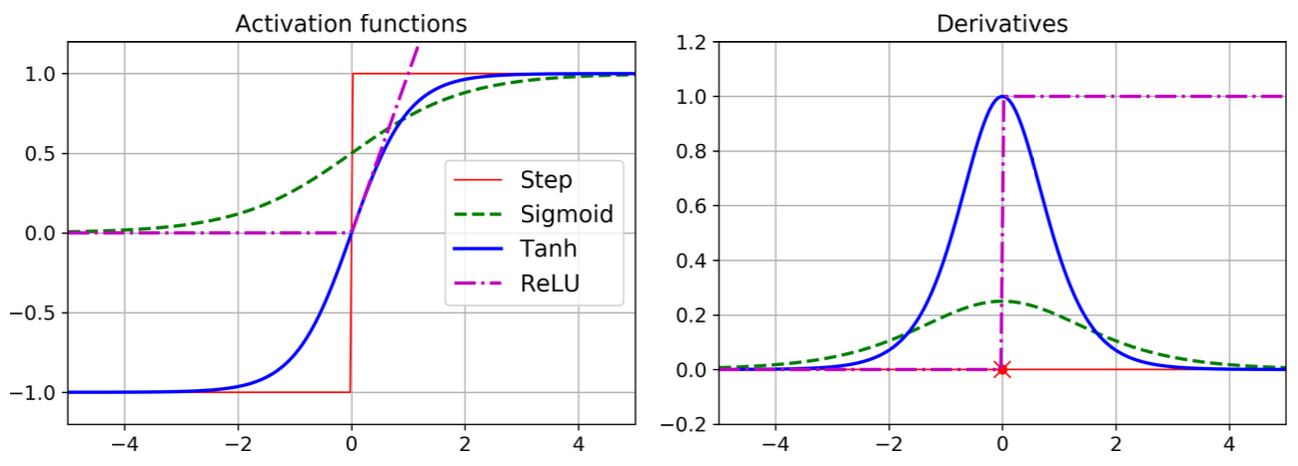 Activation functions
1.0
0.5
0.0
−0.5
−1.0
−4 −2 0 2 4
Step
Sigmoid
Tanh
ReLU
Derivatives
1.2
1.0
0.8
0.6
0.4
0.2
0.0
−0.2
−4 −2 0 2 4